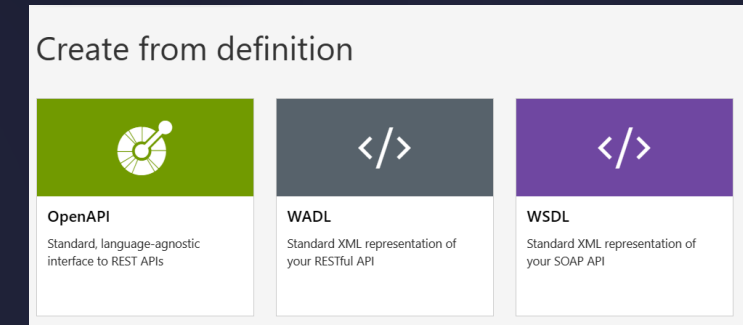 Create from definition
</>
</>
OpenAPI
Standard, language-agnostic
interface to REST APIs
WADL
Standard XML representation of
your RESTful API
WSDL
Standard XML representation of
your SOAP API